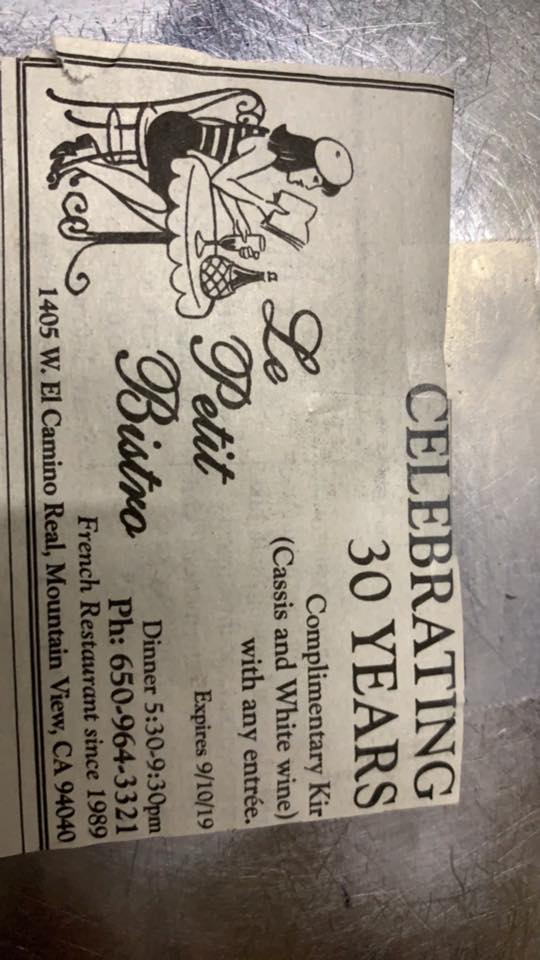 CELEBRATING
30 YEARS
Le
Petit
Bistro
Complimentary Kir
(Cassis and White wine)
with any entrée.
Expires 9/10/19
Dinner 5:30-9:30pm
Ph: 650-964-3321
French Restaurant since 1989
1405 W. El Camino Real, Mountain View, CA 94040